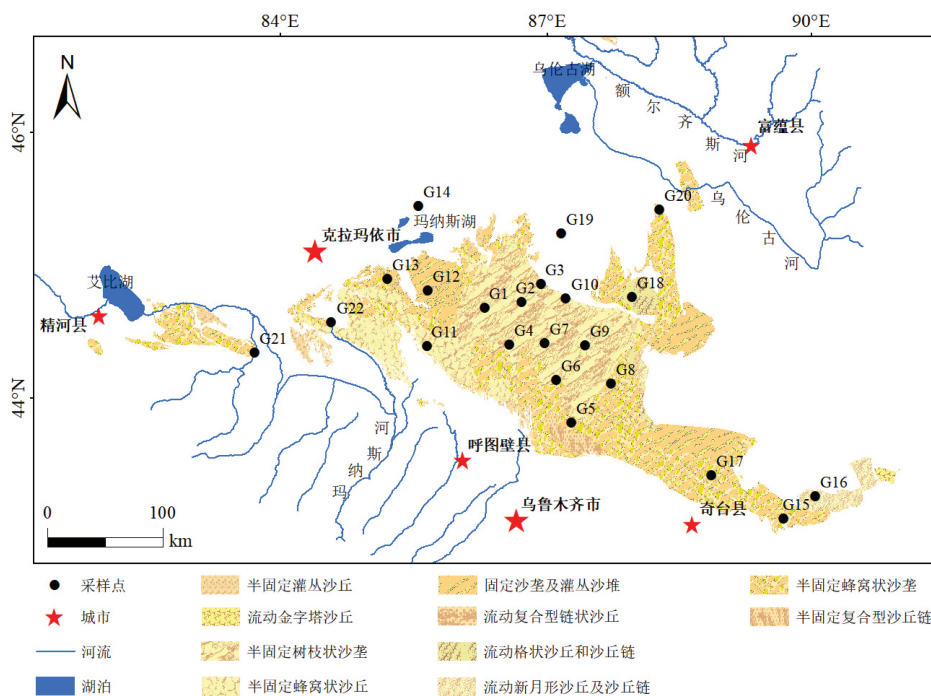 84°E 87°E 90°E
N
乌伦古湖
额尔齐斯河
富蕴县
46°N
G14
G20
乌伦古河
玛纳斯湖
G19
克拉玛依市
G13
G12
G3
G18
艾比湖
G2
G10
G1
精河县
G22
G11
G4
G7
G9
G21
G6
G8
44°N
G5
河斯纳玛
呼图壁县
G17
G16
乌鲁木齐市
奇台县
G15
0 100
km
采样点 半固定灌丛沙丘 固定沙垄及灌丛沙堆 半固定蜂窝状沙垄
城市 流动金字塔沙丘 流动复合型链状沙丘 半固定复合型沙丘链
河流 半固定树枝状沙垄 流动格状沙丘和沙丘链
湖泊 半固定蜂窝状沙丘 流动新月形沙丘及沙丘链